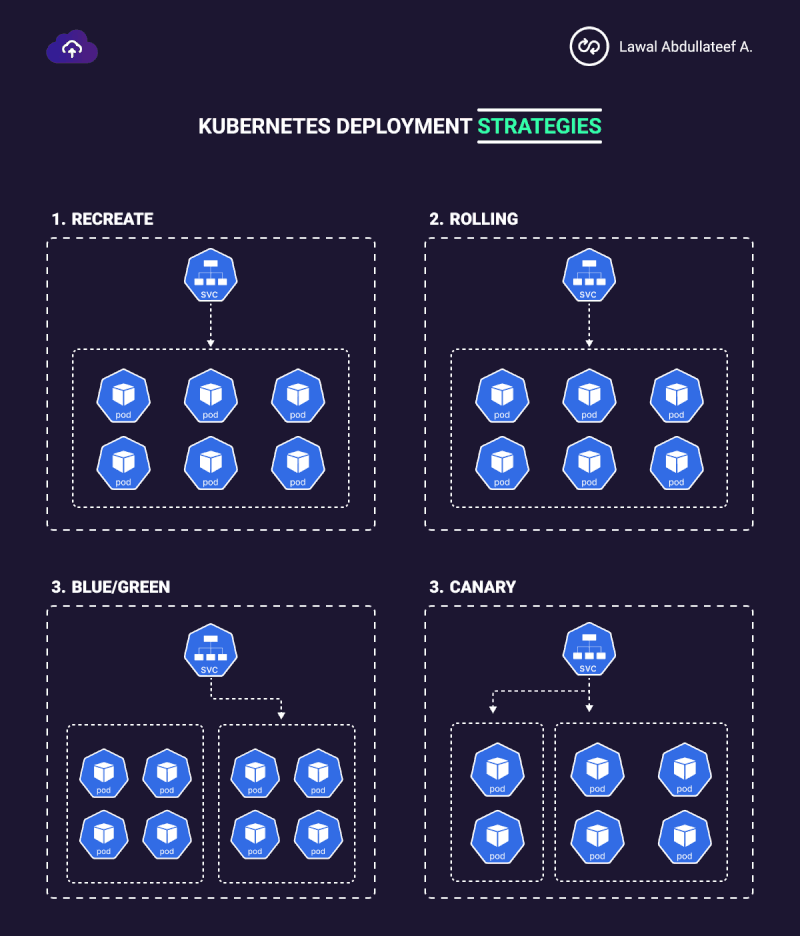 Lawal Abdullateef A.
KUBERNETES DEPLOYMENT STRATEGIES
1. RECREATE
svc
pod pod pod
pod pod pod
2. ROLLING
svc
pod pod pod
pod pod pod
3. BLUE/GREEN
svc
pod pod pod pod
pod pod pod pod
3. CANARY
svc
pod pod pod
pod pod pod